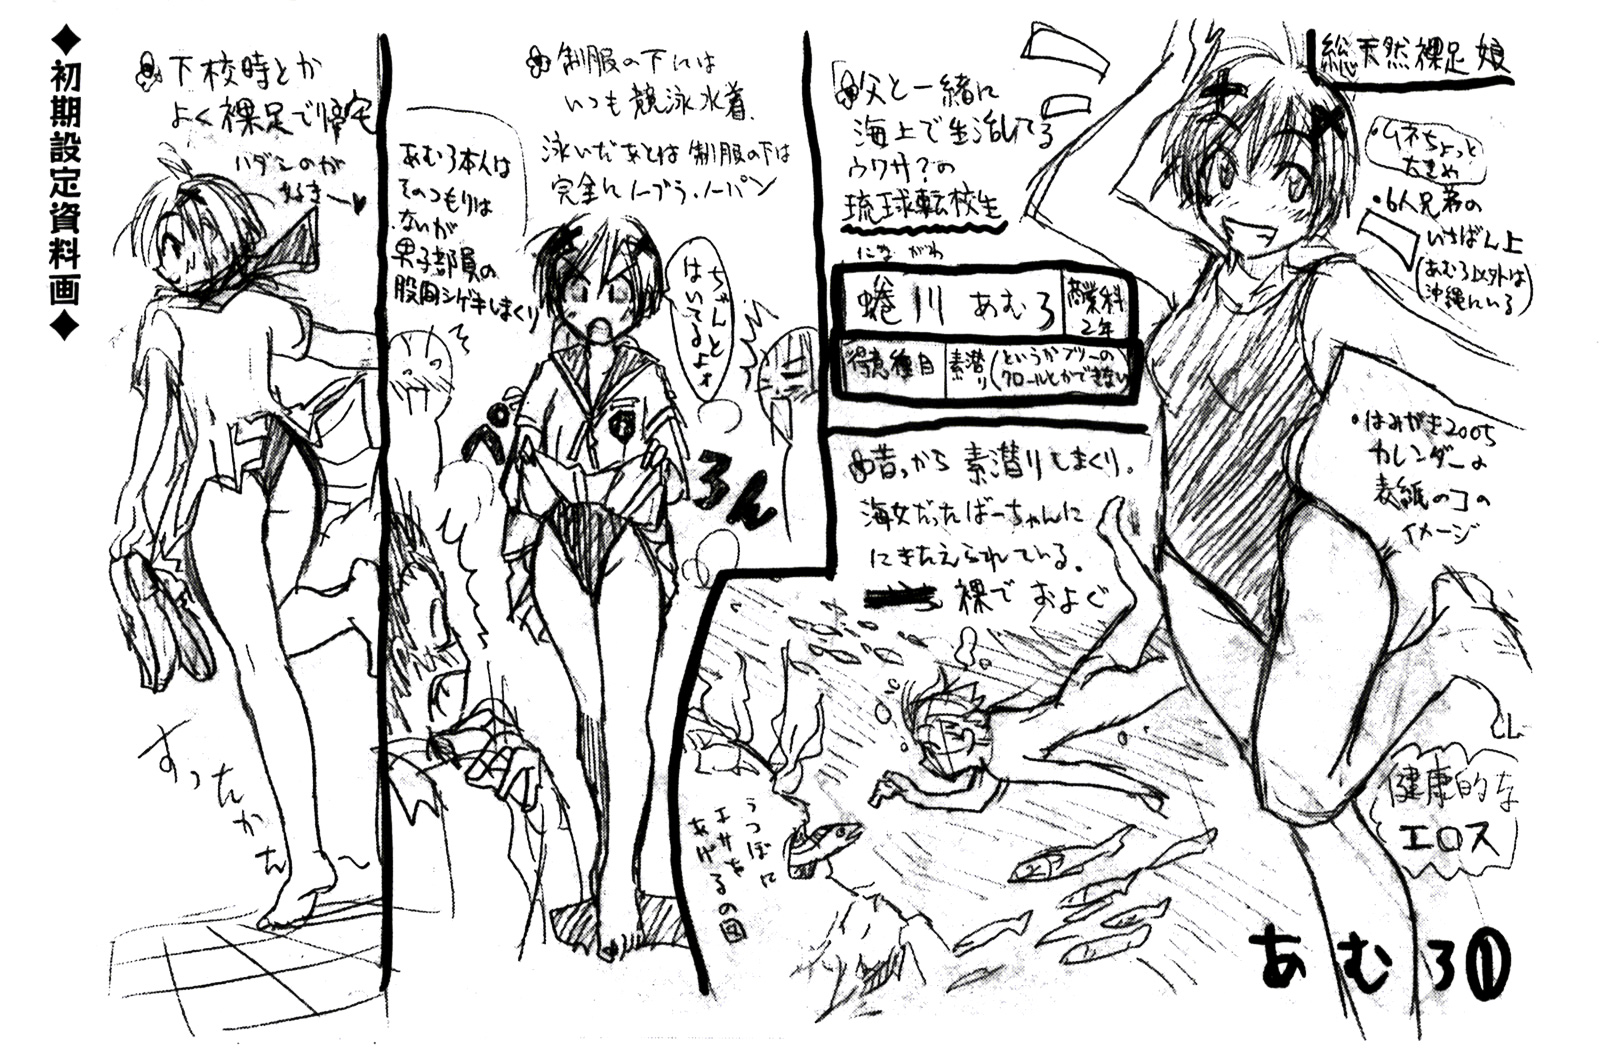 ◆初期設定資料画◆
総天然裸足娘
・ムネちょっと
大きめ
・6人兄弟の
いちばん上
(あむろ以外は
沖縄にいる)
・はみがき2005
カレンダーの
表紙のコの
イメージ
健康的な
エロス
父と一緒に
海上で生活してる
ウワサ?の
琉球転校生
にな がわ
蜷川 あむろ
商業科
2年
得意種目
素潜り
(というかフリーの
クロールとかできない)
昔っから 素潜りしまくり。
海女だったばーちゃんに
にきたえられている。
裸で およぐ
制服の下には
いつも競泳水着。
泳いだあとは制服の下は
完全にノーブラ、ノーパン
あむろ本人は
そのつもりは
ないが
男子部員の
股間シゲキしまくり
ちゃんと
はいてるよォ
ろん
下校時とか
よく裸足で帰宅
ハダシのが
好き〜♥
すったかた〜
うつぼに
エサを
あげるの図
あむろ①